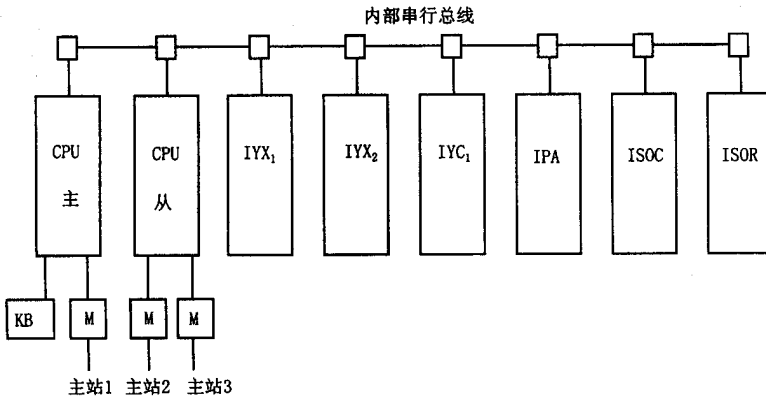 内部串行总线
CPU
主
CPU
从
IYX₁
IYX₂
IYC₁
IPA
ISOC
ISOR
KB
M
M
M
主站1
主站2
主站3